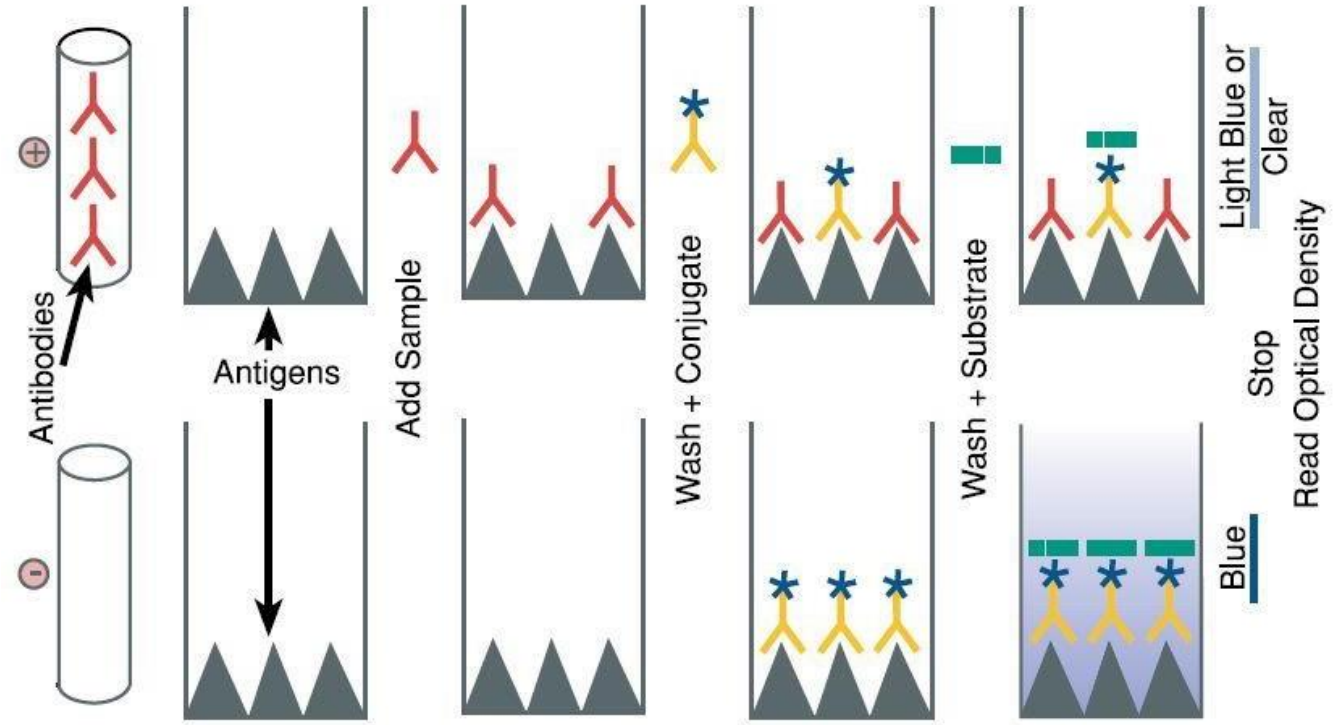 +
Antibodies
-
Antigens
Add Sample
Wash + Conjugate
Wash + Substrate
Light Blue or
Clear
Blue
Stop
Read Optical Density